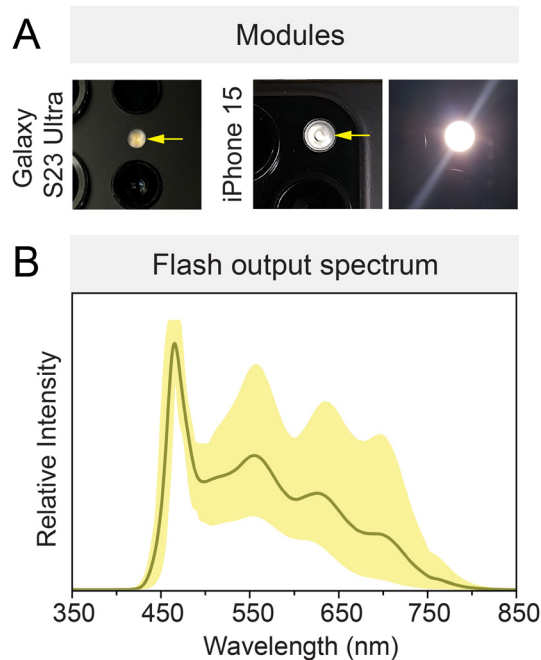 A
Modules
Galaxy
S23 Ultra
iPhone 15
B
Flash output spectrum
Relative Intensity
350
450
550
650
750
850
Wavelength (nm)